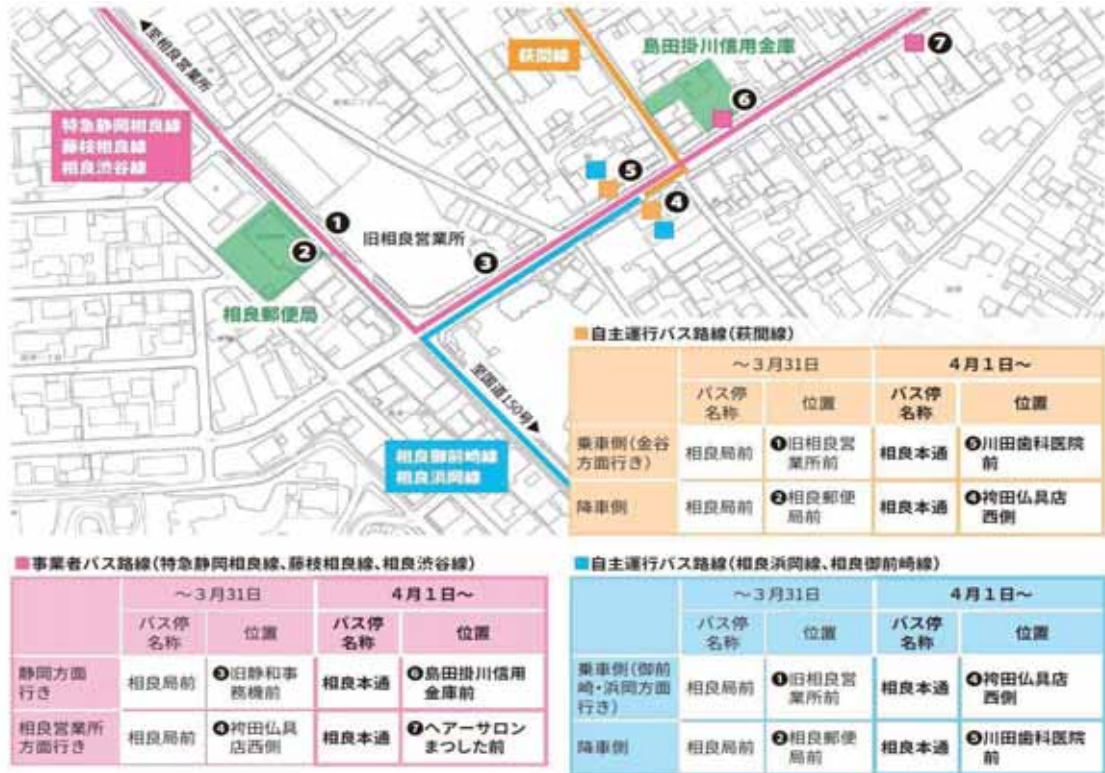 ◀至相良営業所
特急静岡相良線
藤枝相良線
相良渋谷線
萩間線
島田掛川信用金庫
❼
❻
❺
❹
❶
❷
旧相良営業所
❸
相良郵便局
至国道150号▶
相良御前崎線
相良浜岡線
■自主運行バス路線(萩間線)
～3月31日 4月1日～
バス停名称 位置 バス停名称 位置
乗車側(金谷方面行き) 相良局前 ❶旧相良営業所前 相良本通 ❺川田歯科医院前
降車側 相良局前 ❷相良郵便局前 相良本通 ❹袴田仏具店西側
■事業者バス路線(特急静岡相良線、藤枝相良線、相良渋谷線)
～3月31日 4月1日～
バス停名称 位置 バス停名称 位置
静岡方面行き 相良局前 ❸旧静和事務機前 相良本通 ❻島田掛川信用金庫前
相良営業所方面行き 相良局前 ❹袴田仏具店西側 相良本通 ❼ヘアーサロンまつした前
■自主運行バス路線(相良浜岡線、相良御前崎線)
～3月31日 4月1日～
バス停名称 位置 バス停名称 位置
乗車側(御前崎・浜岡方面行き) 相良局前 ❶旧相良営業所前 相良本通 ❹袴田仏具店西側
降車側 相良局前 ❷相良郵便局前 相良本通 ❺川田歯科医院前